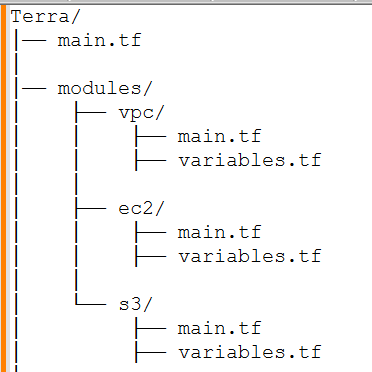 Terra/
├── main.tf
│
├── modules/
│   ├── vpc/
│   │   ├── main.tf
│   │   ├── variables.tf
│   │
│   ├── ec2/
│   │   ├── main.tf
│   │   ├── variables.tf
│   │
│   └── s3/
│       ├── main.tf
│       ├── variables.tf